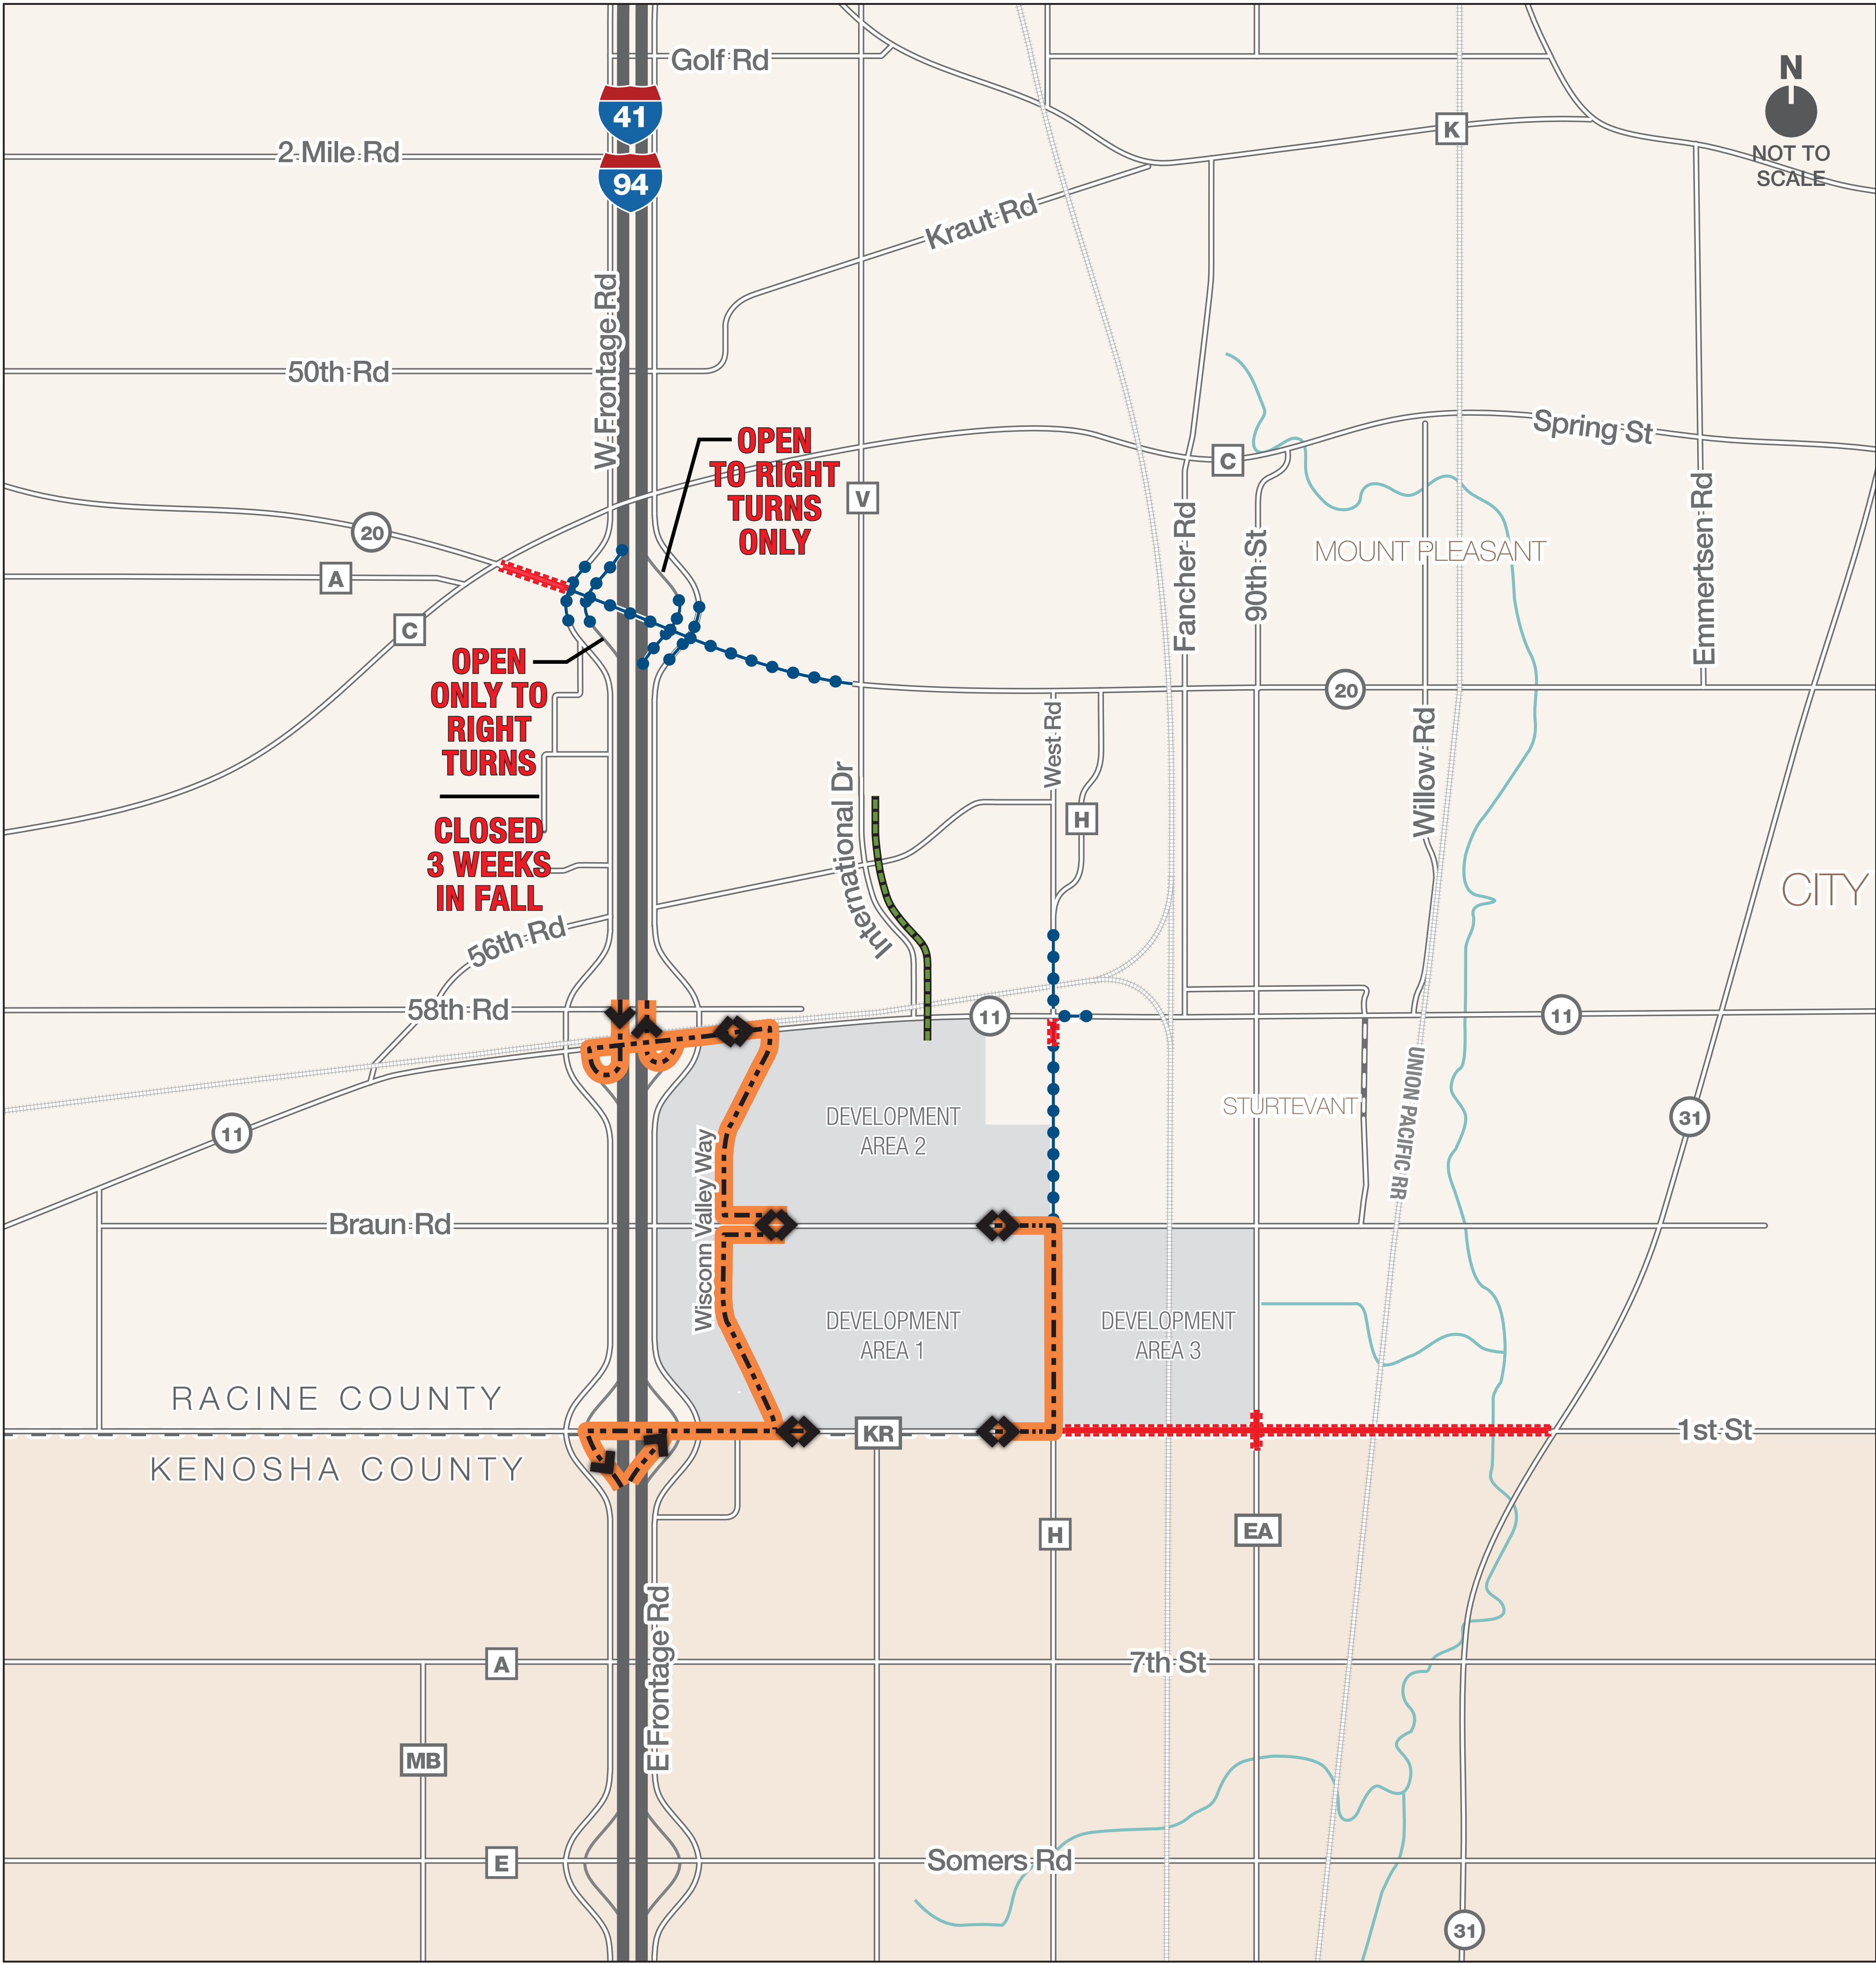 Golf Rd
N
NOT TO
SCALE
41
K
2 Mile Rd
94
Kraut Rd
W Frontage Rd
50th Rd
OPEN
TO RIGHT
TURNS
ONLY
Spring St
C
V
20
Fancher Rd
90th St
MOUNT PLEASANT
Emmertsen Rd
A
C
OPEN
ONLY TO
RIGHT
TURNS
CLOSED
3 WEEKS
IN FALL
20
West Rd
Willow Rd
International Dr
H
CITY
56th Rd
58th Rd
11
11
UNION PACIFIC RR
DEVELOPMENT
AREA 2
STURTEVANT
31
11
Wisconn Valley Way
Braun Rd
DEVELOPMENT
AREA 1
DEVELOPMENT
AREA 3
RACINE COUNTY
KR
1st St
KENOSHA COUNTY
H
EA
E Frontage Rd
A
7th St
MB
E
Somers Rd
31